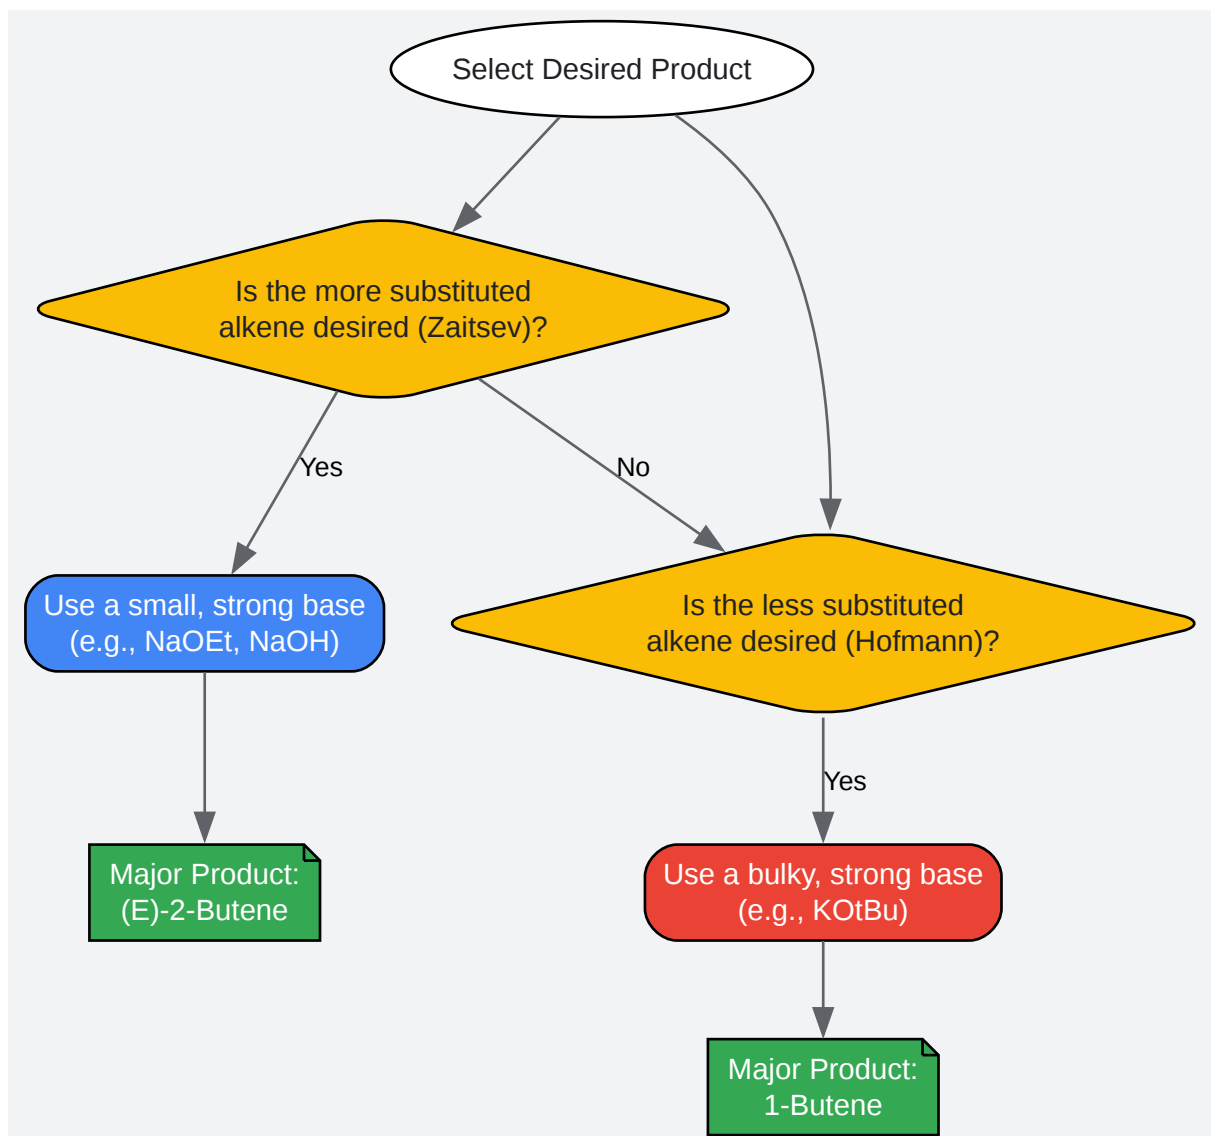 Select Desired Product
Is the more substituted
alkene desired (Zaitsev)?
Yes
No
Use a small, strong base
(e.g., NaOEt, NaOH)
Is the less substituted
alkene desired (Hofmann)?
Yes
Major Product:
(E)-2-Butene
Use a bulky, strong base
(e.g., KOtBu)
Major Product:
1-Butene